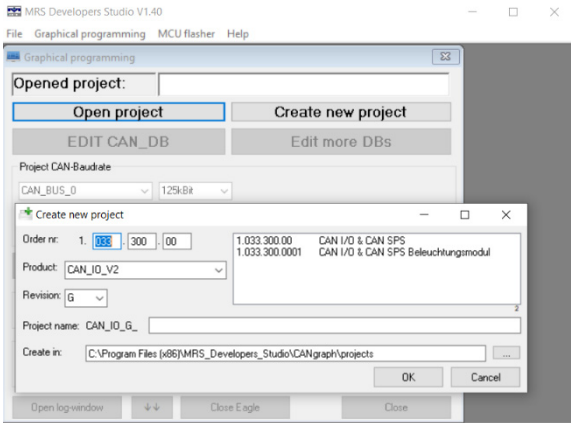 MRS Developers Studio V1.40
File Graphical programming MCU flasher Help
Graphical programming
Opened project:
Open project Create new project
EDIT CAN_DB Edit more DBs
Project CAN-Baudrate
CAN_BUS_0 125kBit
Create new project
Order nr: 1. 033 . 300 . 00
1.033.300.00 CAN I/O & CAN SPS
1.033.300.0001 CAN I/O & CAN SPS Beleuchtungsmodul
Product: CAN_IO_V2
Revision: G
2
Project name: CAN_IO_G_
Create in: C:\Program Files (x86)\MRS_Developers_Studio\CANgraph\projects ...
OK Cancel
Open log-window ↓↓ Close Eagle Close